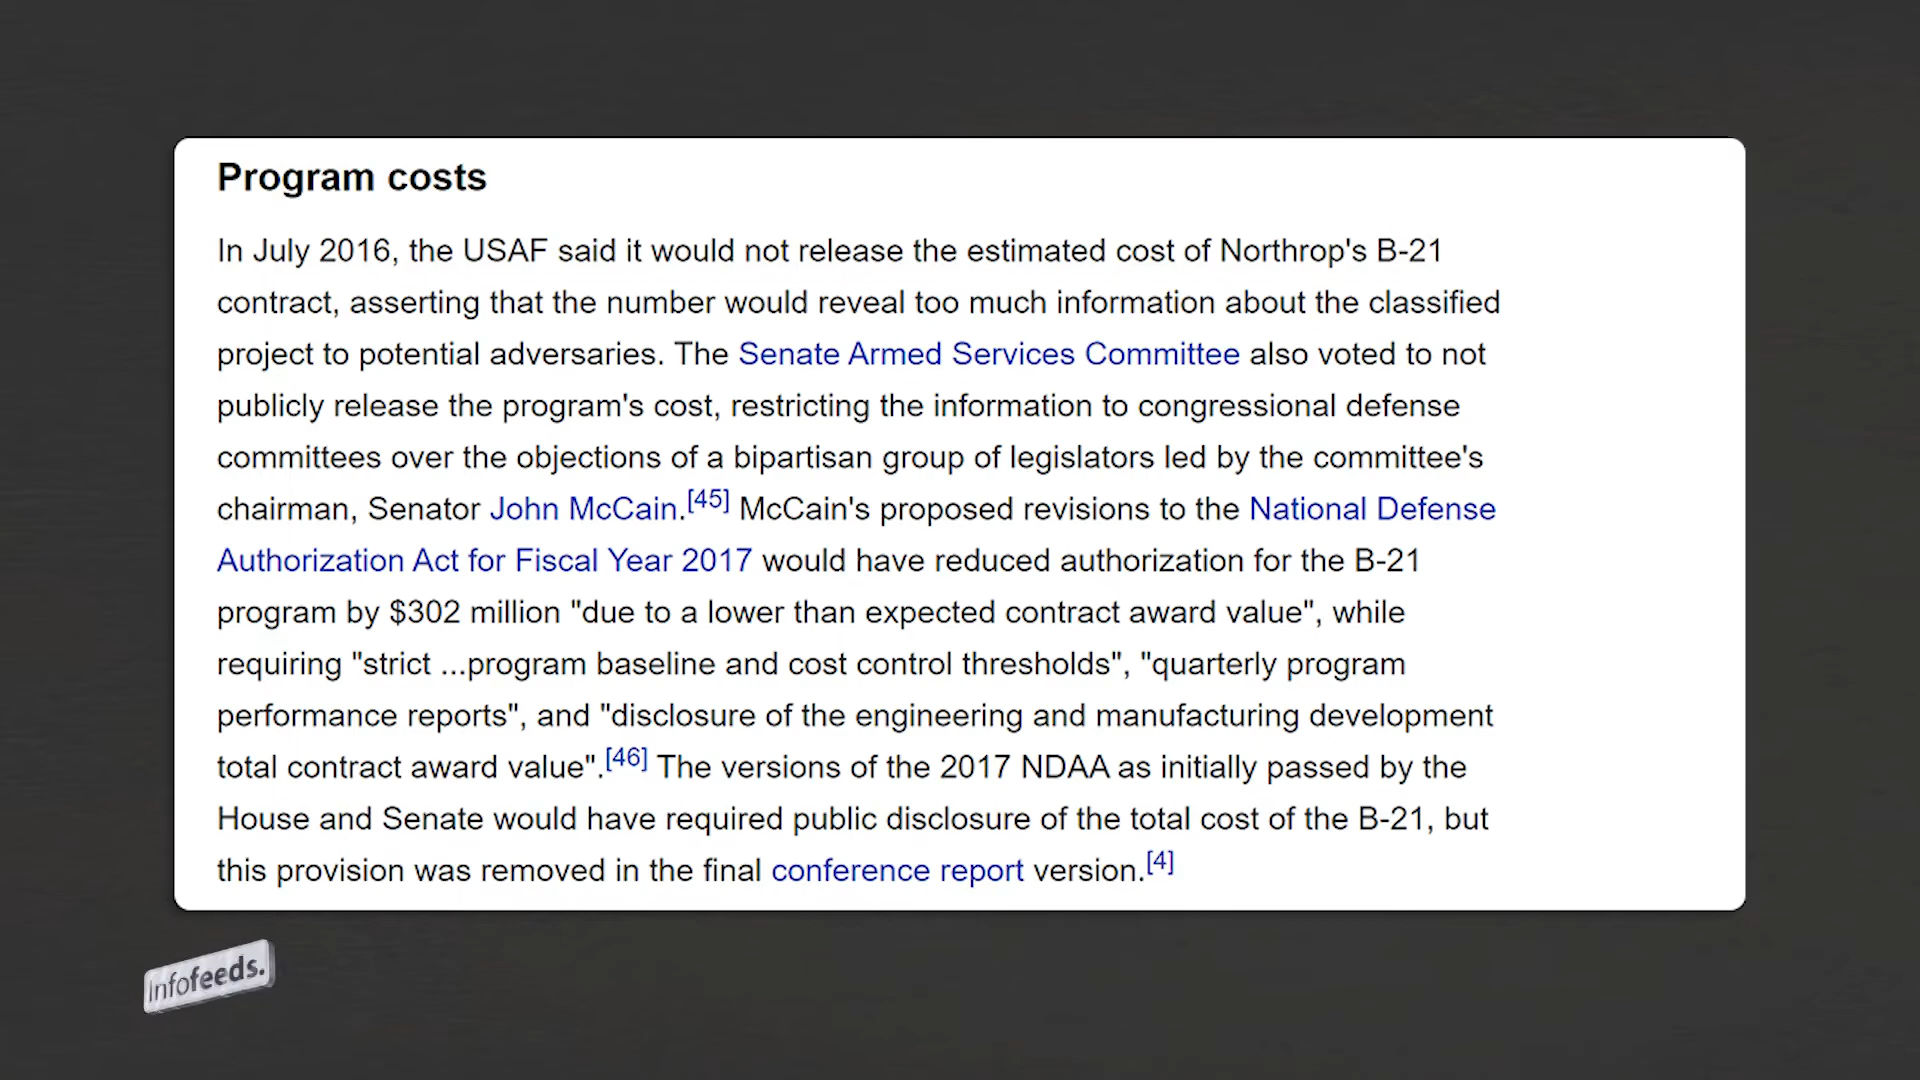 Program costs
In July 2016, the USAF said it would not release the estimated cost of Northrop's B-21
contract, asserting that the number would reveal too much information about the classified
project to potential adversaries. The Senate Armed Services Committee also voted to not
publicly release the program's cost, restricting the information to congressional defense
committees over the objections of a bipartisan group of legislators led by the committee's
chairman, Senator John McCain.[45] McCain's proposed revisions to the National Defense
Authorization Act for Fiscal Year 2017 would have reduced authorization for the B-21
program by $302 million "due to a lower than expected contract award value", while
requiring "strict ...program baseline and cost control thresholds", "quarterly program
performance reports", and "disclosure of the engineering and manufacturing development
total contract award value".[46] The versions of the 2017 NDAA as initially passed by the
House and Senate would have required public disclosure of the total cost of the B-21, but
this provision was removed in the final conference report version.[4]
infofeeds.